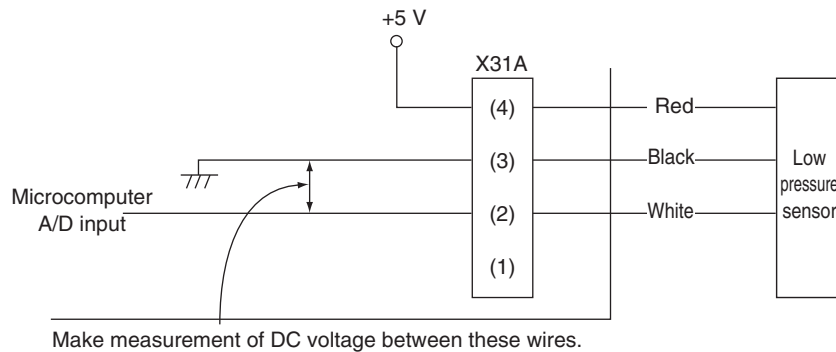 +5 V
X31A
(4)
Red
(3)
Black
Low
pressure
sensor
Microcomputer
A/D input
(2)
White
(1)
Make measurement of DC voltage between these wires.